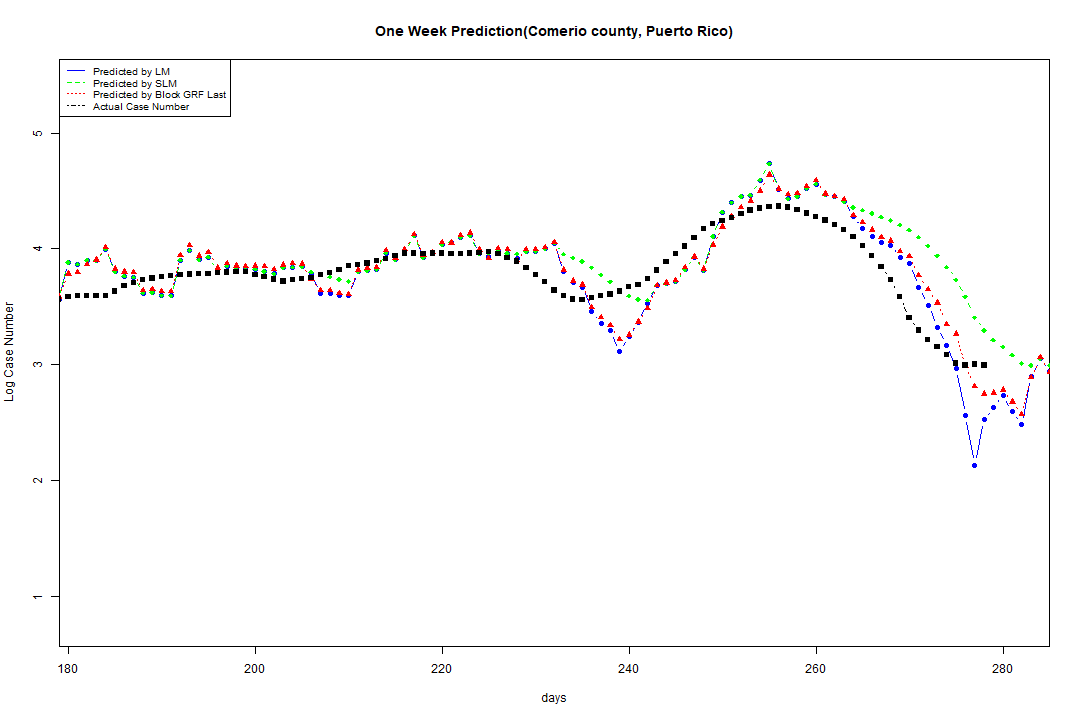 One Week Prediction(Comerio county, Puerto Rico)
Predicted by LM
Predicted by SLM
Predicted by Block GRF Last
Actual Case Number
5
4
3
2
1
Log Case Number
180 200 220 240 260 280
days